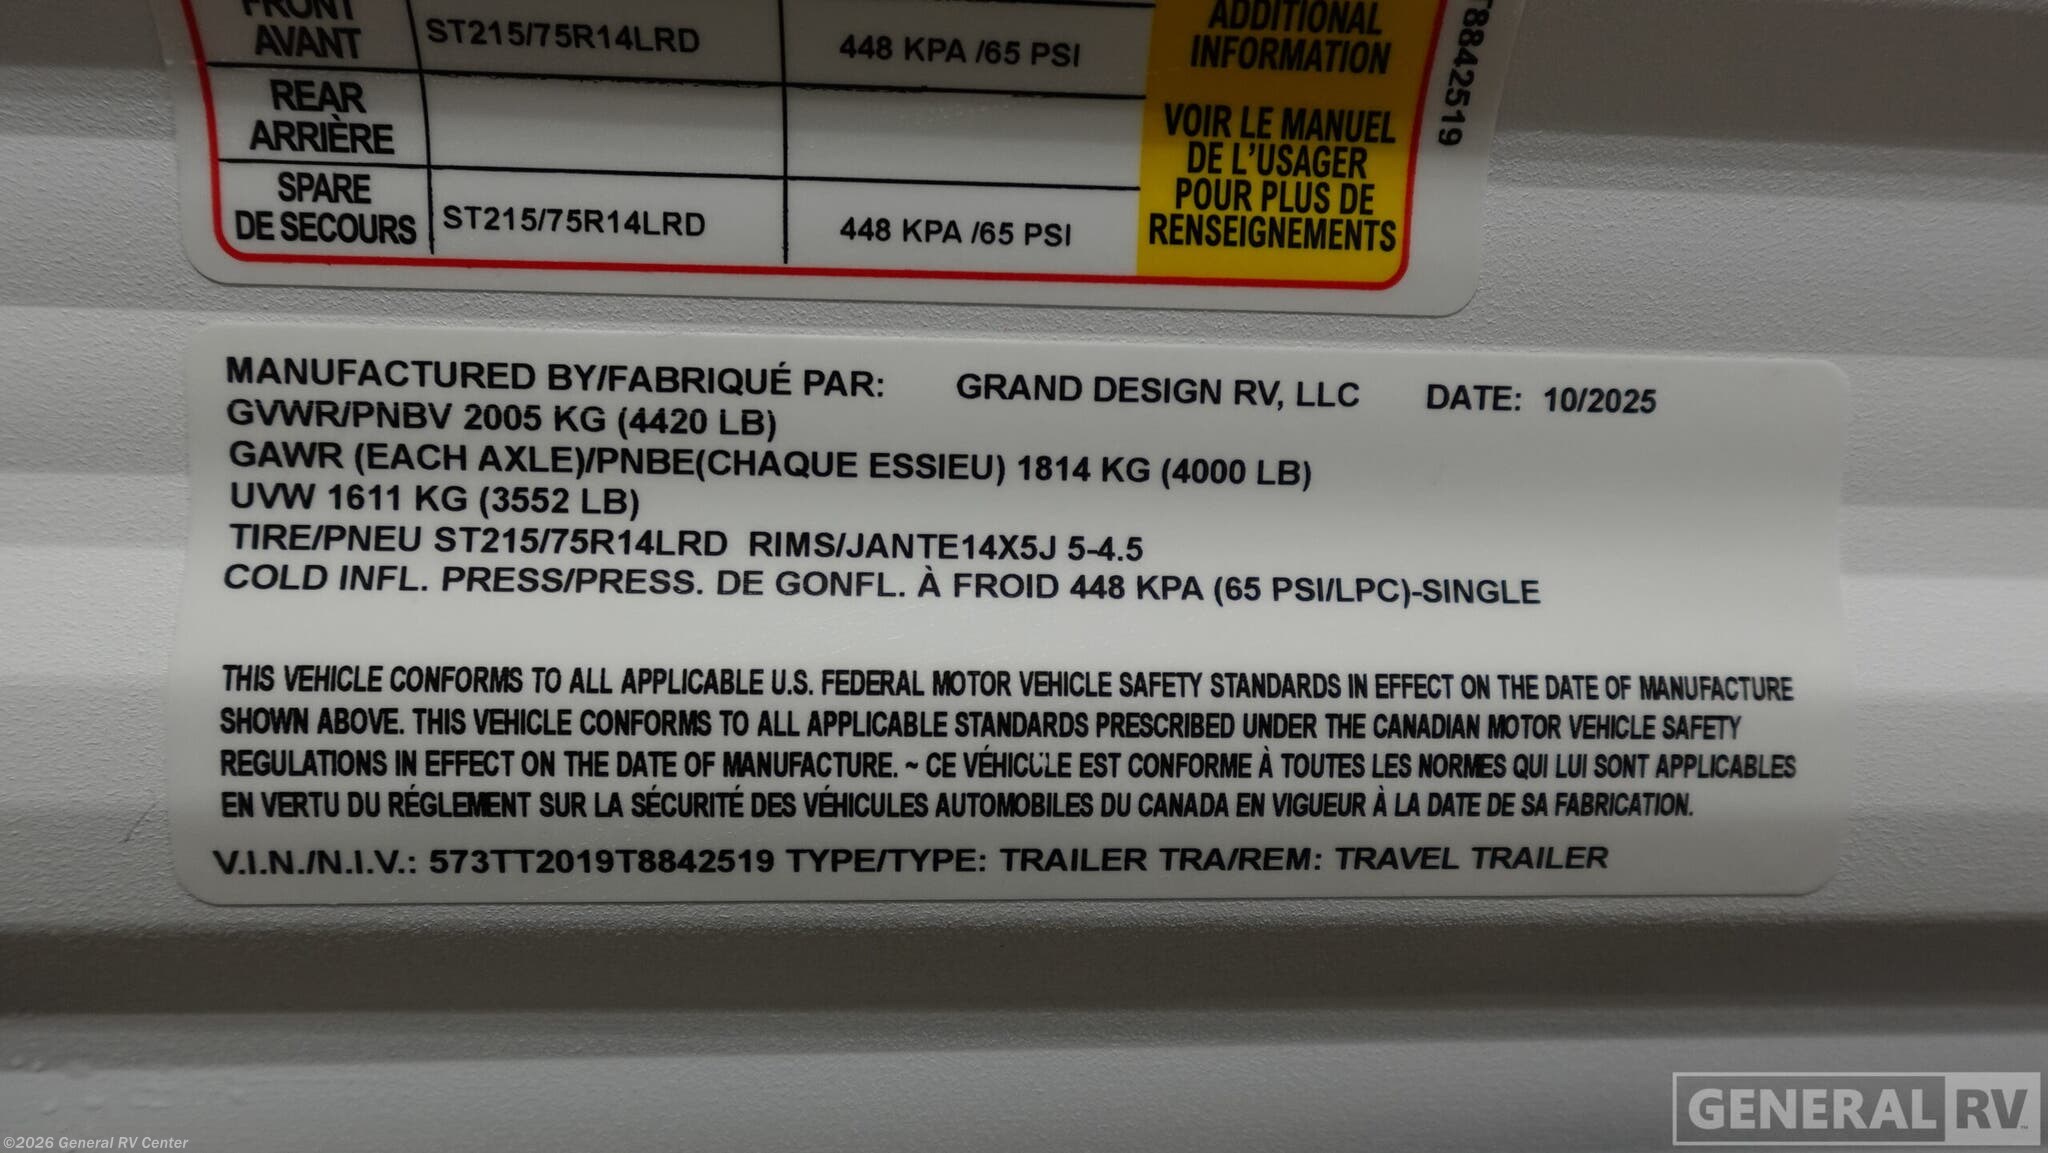 FRONT
AVANT
ST215/75R14LRD
448 KPA /65 PSI
REAR
ARRIÈRE
SPARE
DE SECOURS
ST215/75R14LRD
448 KPA /65 PSI
ADDITIONAL
INFORMATION
VOIR LE MANUEL
DE L'USAGER
POUR PLUS DE
RENSEIGNEMENTS
T8842519
MANUFACTURED BY/FABRIQUÉ PAR: GRAND DESIGN RV, LLC DATE: 10/2025
GVWR/PNBV 2005 KG (4420 LB)
GAWR (EACH AXLE)/PNBE(CHAQUE ESSIEU) 1814 KG (4000 LB)
UVW 1611 KG (3552 LB)
TIRE/PNEU ST215/75R14LRD RIMS/JANTE14X5J 5-4.5
COLD INFL. PRESS/PRESS. DE GONFL. À FROID 448 KPA (65 PSI/LPC)-SINGLE
THIS VEHICLE CONFORMS TO ALL APPLICABLE U.S. FEDERAL MOTOR VEHICLE SAFETY STANDARDS IN EFFECT ON THE DATE OF MANUFACTURE
SHOWN ABOVE. THIS VEHICLE CONFORMS TO ALL APPLICABLE STANDARDS PRESCRIBED UNDER THE CANADIAN MOTOR VEHICLE SAFETY
REGULATIONS IN EFFECT ON THE DATE OF MANUFACTURE. ~ CE VÉHICULE EST CONFORME À TOUTES LES NORMES QUI LUI SONT APPLICABLES
EN VERTU DU RÉGLEMENT SUR LA SÉCURITÉ DES VÉHICULES AUTOMOBILES DU CANADA EN VIGUEUR À LA DATE DE SA FABRICATION.
V.I.N./N.I.V.: 573TT2019T8842519 TYPE/TYPE: TRAILER TRA/REM: TRAVEL TRAILER
GENERAL RV
©2026 General RV Center